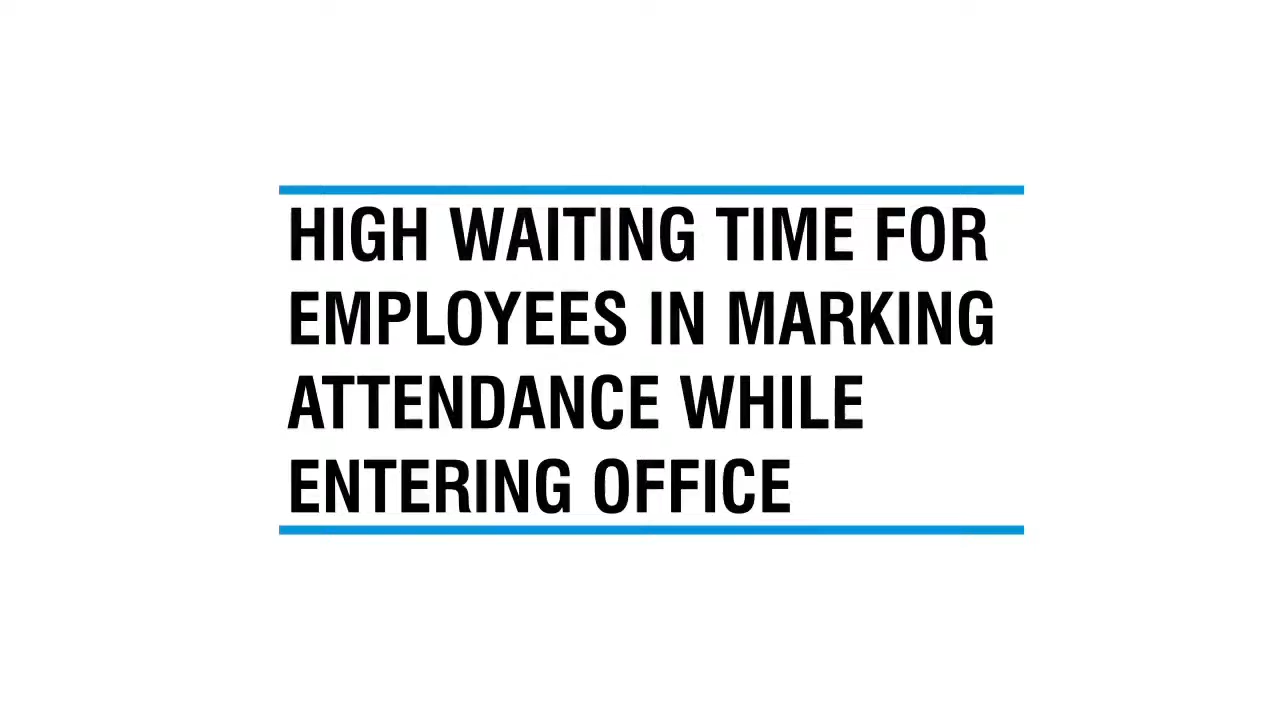 HIGH WAITING TIME FOR
EMPLOYEES IN MARKING
ATTENDANCE WHILE
ENTERING OFFICE